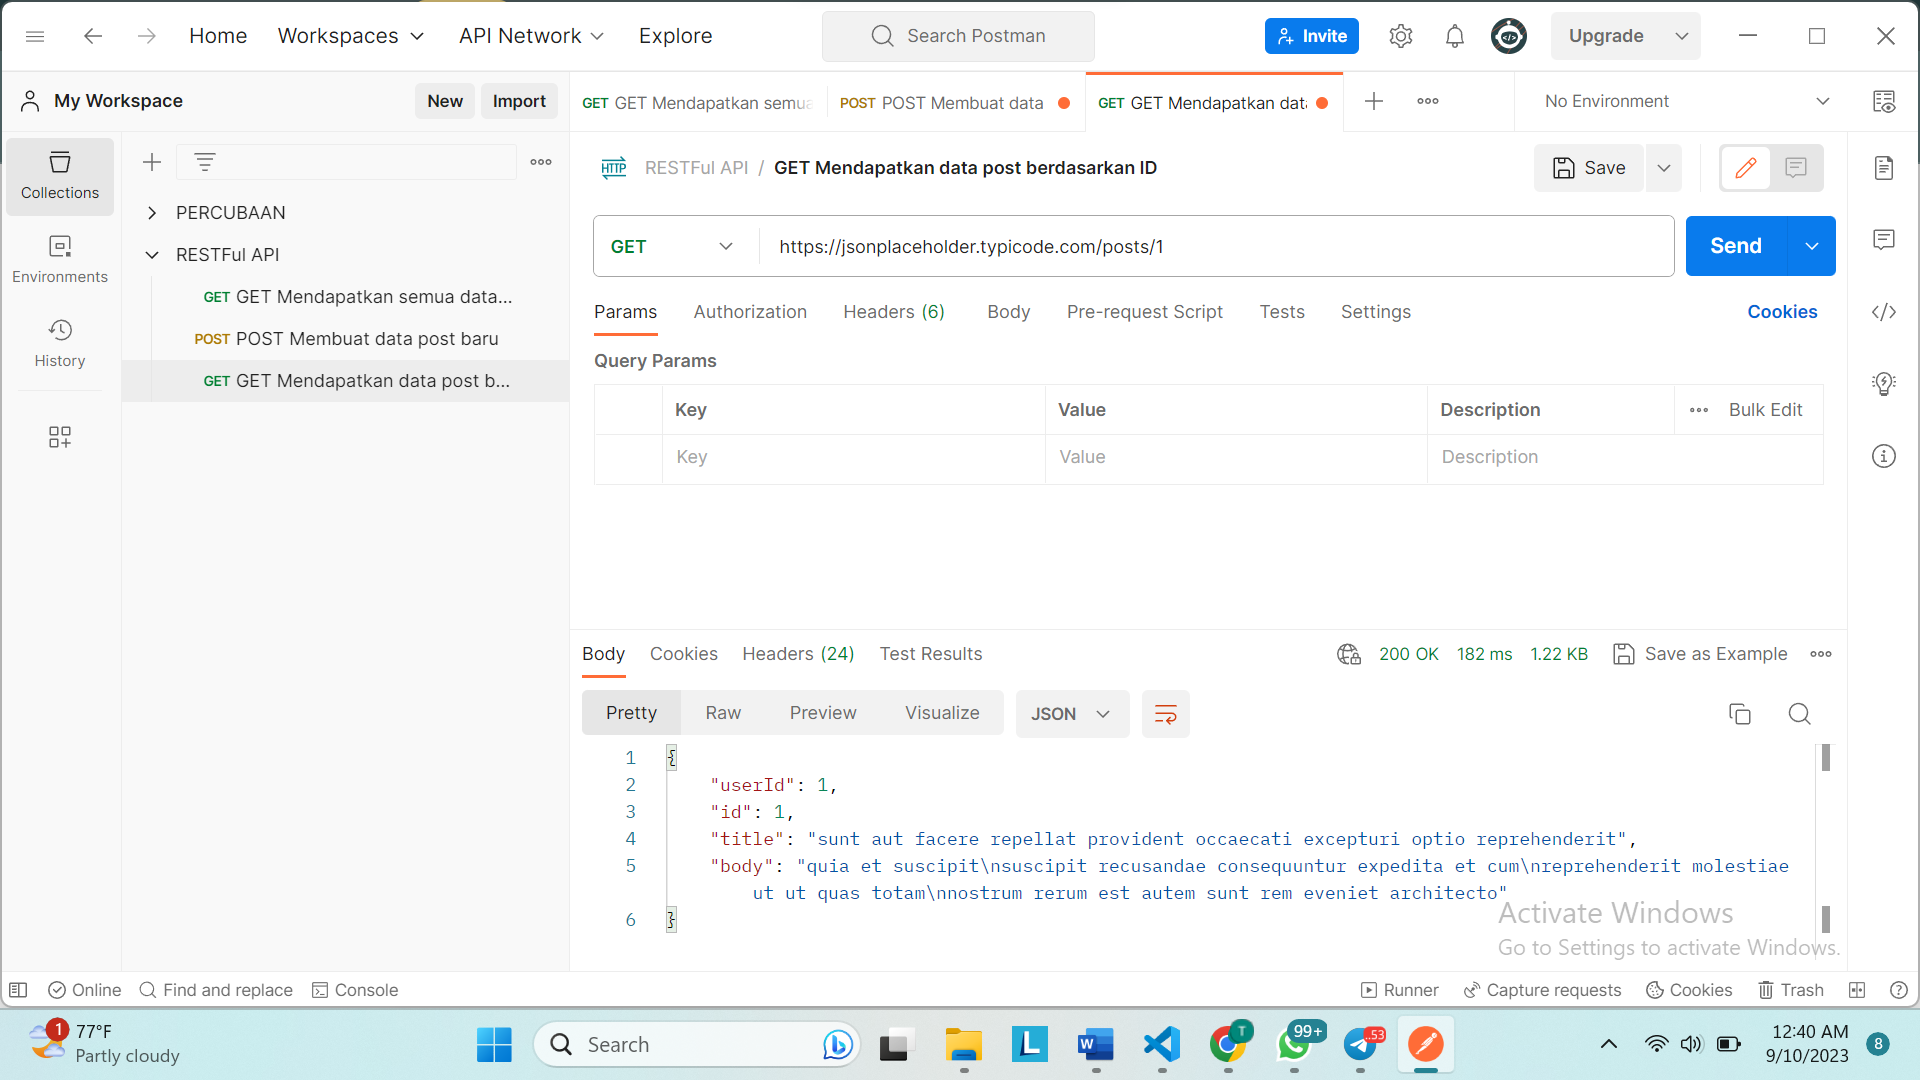 Home Workspaces API Network Explore Search Postman Invite Upgrade
My Workspace New Import GET GET Mendapatkan semua POST POST Membuat data GET GET Mendapatkan data No Environment
Collections
Environments
History
PERCUBAAN
RESTFul API
GET GET Mendapatkan semua data...
POST POST Membuat data post baru
GET GET Mendapatkan data post b...
HTTP RESTFul API / GET Mendapatkan data post berdasarkan ID Save
GET https://jsonplaceholder.typicode.com/posts/1 Send
Params Authorization Headers (6) Body Pre-request Script Tests Settings Cookies
Query Params
Key Value Description Bulk Edit
Key Value Description
Body Cookies Headers (24) Test Results 200 OK 182 ms 1.22 KB Save as Example
Pretty Raw Preview Visualize JSON
1 {
2 "userId": 1,
3 "id": 1,
4 "title": "sunt aut facere repellat provident occaecati excepturi optio reprehenderit",
5 "body": "quia et suscipit\nsuscipit recusandae consequuntur expedita et cum\nreprehenderit molestiae
ut ut quas totam\nnostrum rerum est autem sunt rem eveniet architecto"
6 }
Activate Windows
Go to Settings to activate Windows.
Online Find and replace Console Runner Capture requests Cookies Trash
1 77°F
Partly cloudy
Search
L W T 99+ 53
12:40 AM
9/10/2023
8